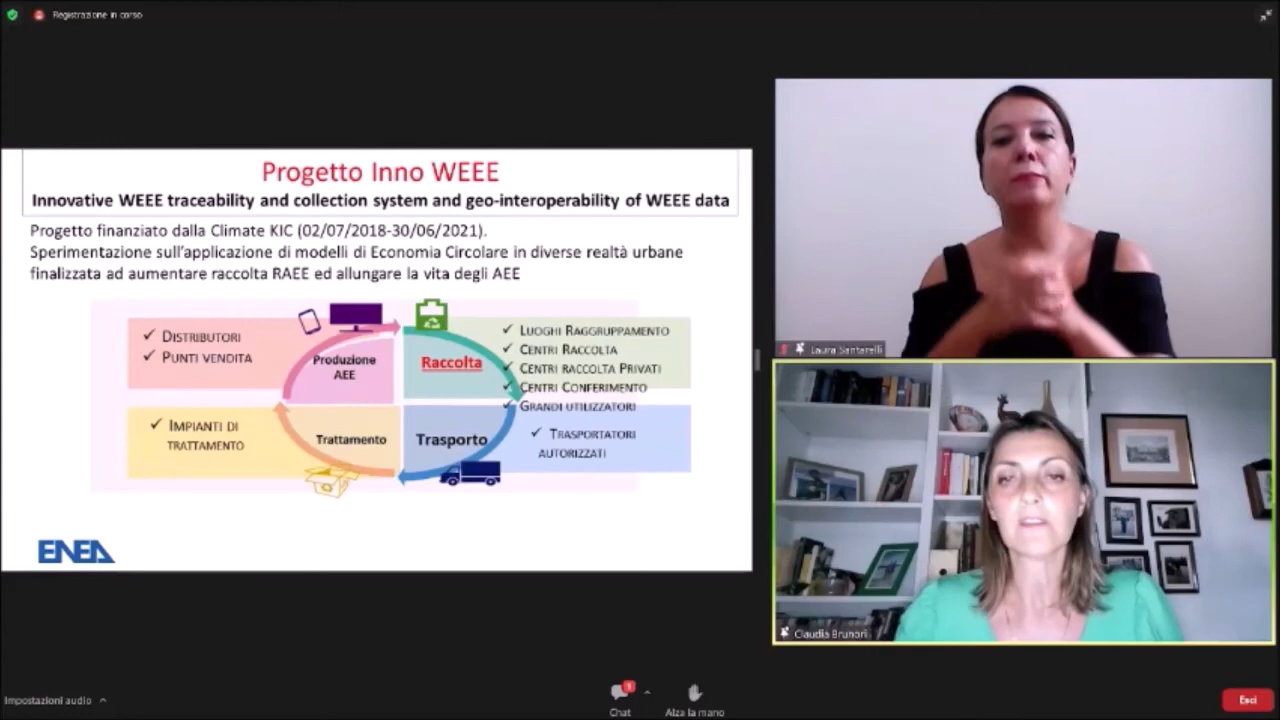 Registrazione in corso
Progetto Inno WEEE
Innovative WEEE traceability and collection system and geo-interoperability of WEEE data
Progetto finanziato dalla Climate KIC (02/07/2018-30/06/2021).
Sperimentazione sull'applicazione di modelli di Economia Circolare in diverse realtà urbane
finalizzata ad aumentare raccolta RAEE ed allungare la vita degli AEE
✓ DISTRIBUTORI
✓ PUNTI VENDITA
Produzione
AEE
Raccolta
✓ LUOGHI RAGGRUPPAMENTO
✓ CENTRI RACCOLTA
✓ CENTRI RACCOLTA PRIVATI
✓ CENTRI CONFERIMENTO
✓ GRANDI UTILIZZATORI
✓ IMPIANTI DI
TRATTAMENTO
Trattamento
Trasporto
✓ TRASPORTATORI
AUTORIZZATI
ENEA
Laura Santarelli
Claudia Brunori
Impostazioni audio
1
Chat
Alza la mano
Esci